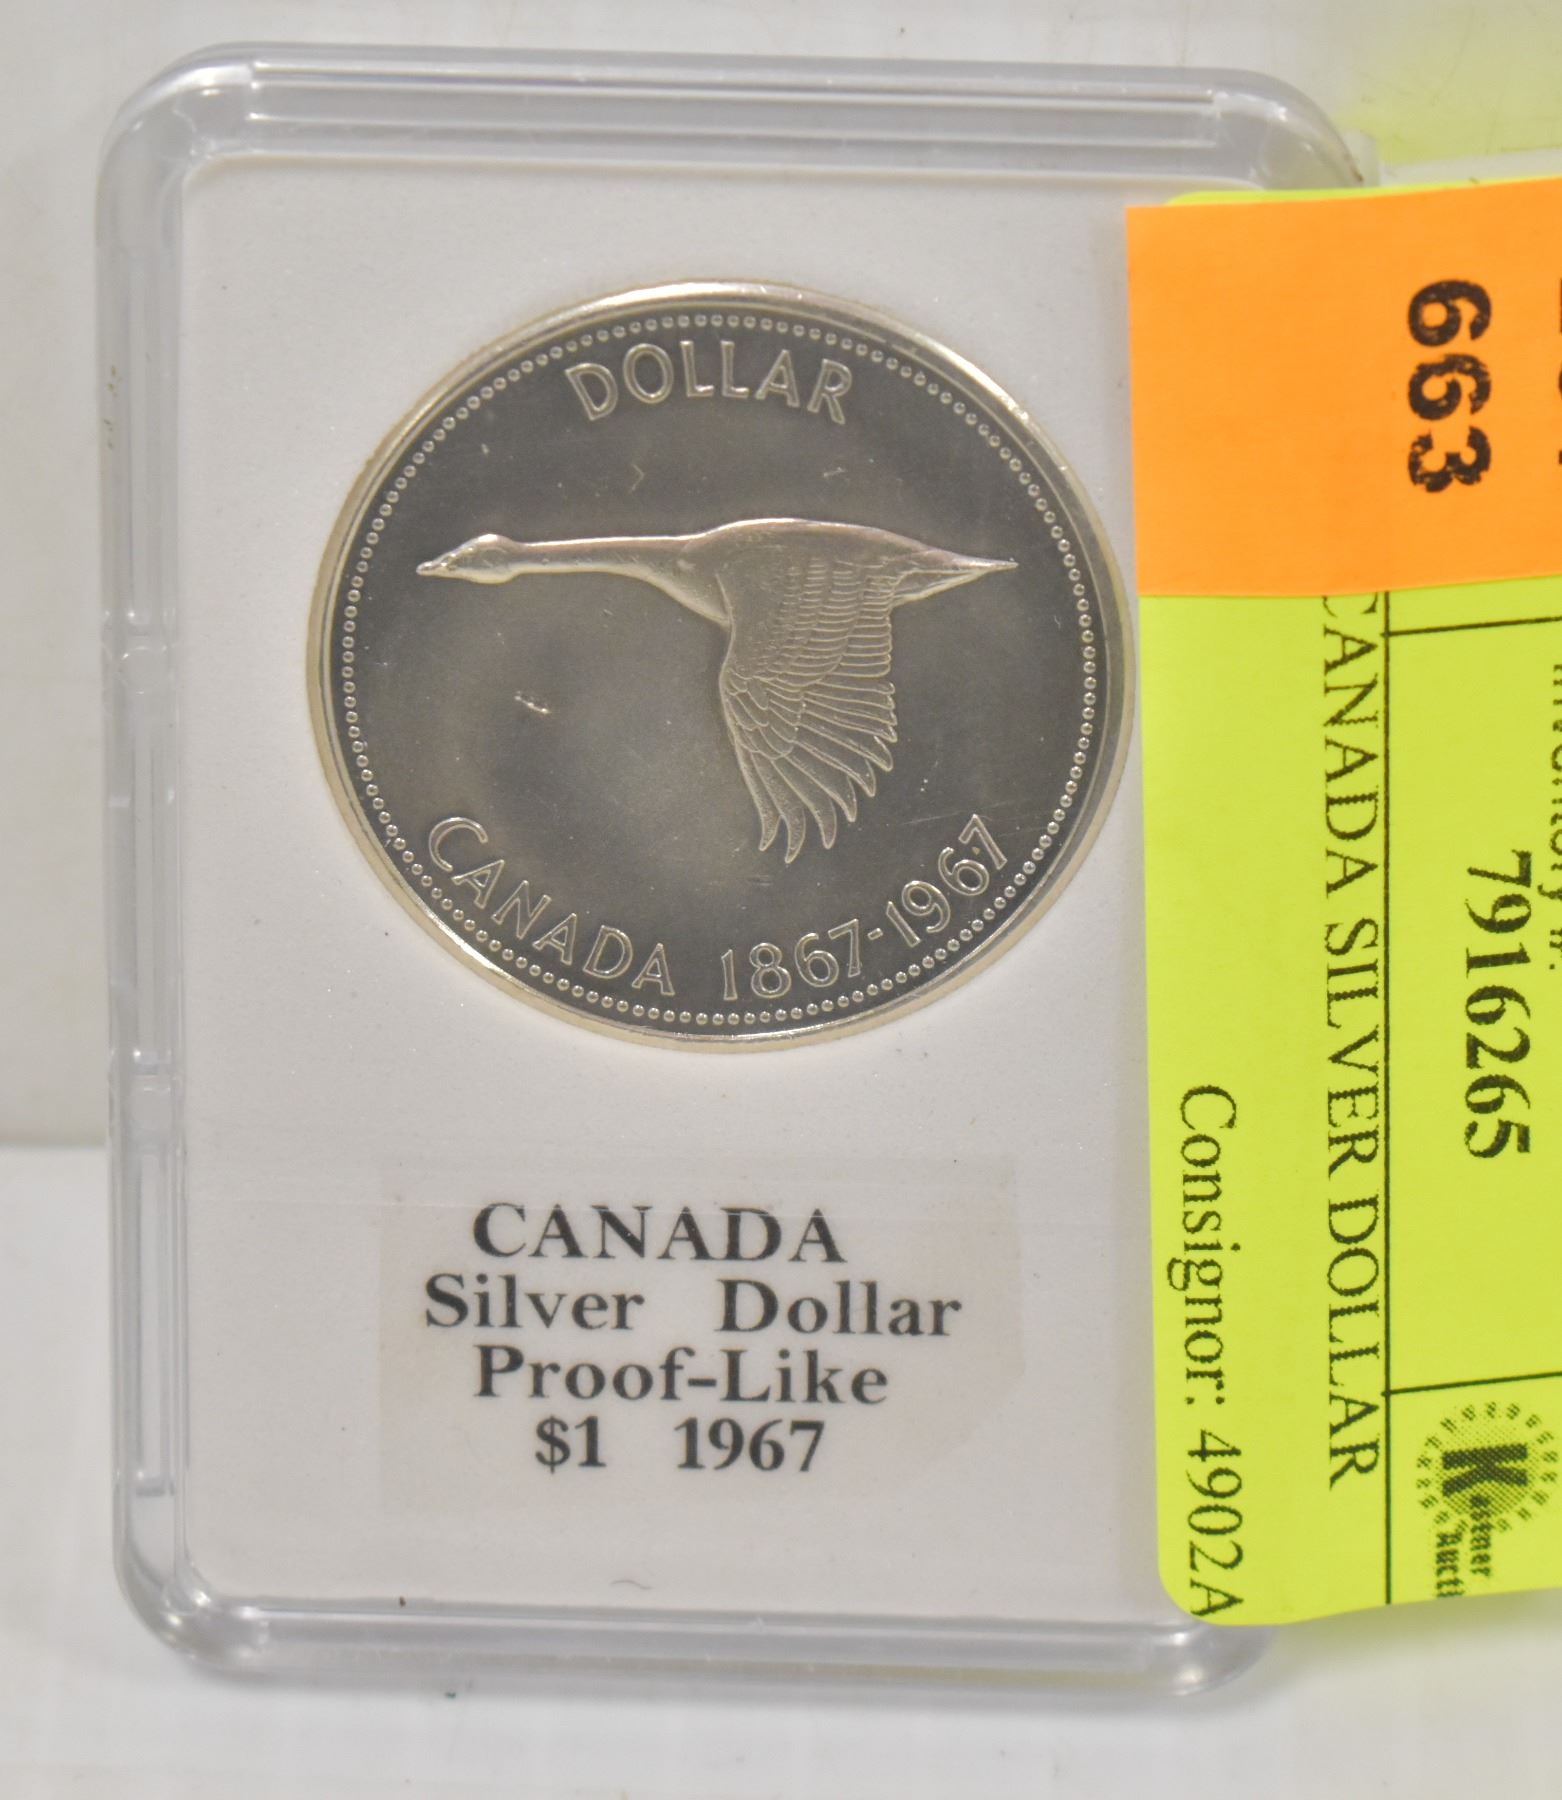 DOLLAR
CANADA 1867-1967
CANADA
Silver Dollar
Proof-Like
$1 1967
663
7916265
CANADA SILVER DOLLAR
Consignor: 4902A
K